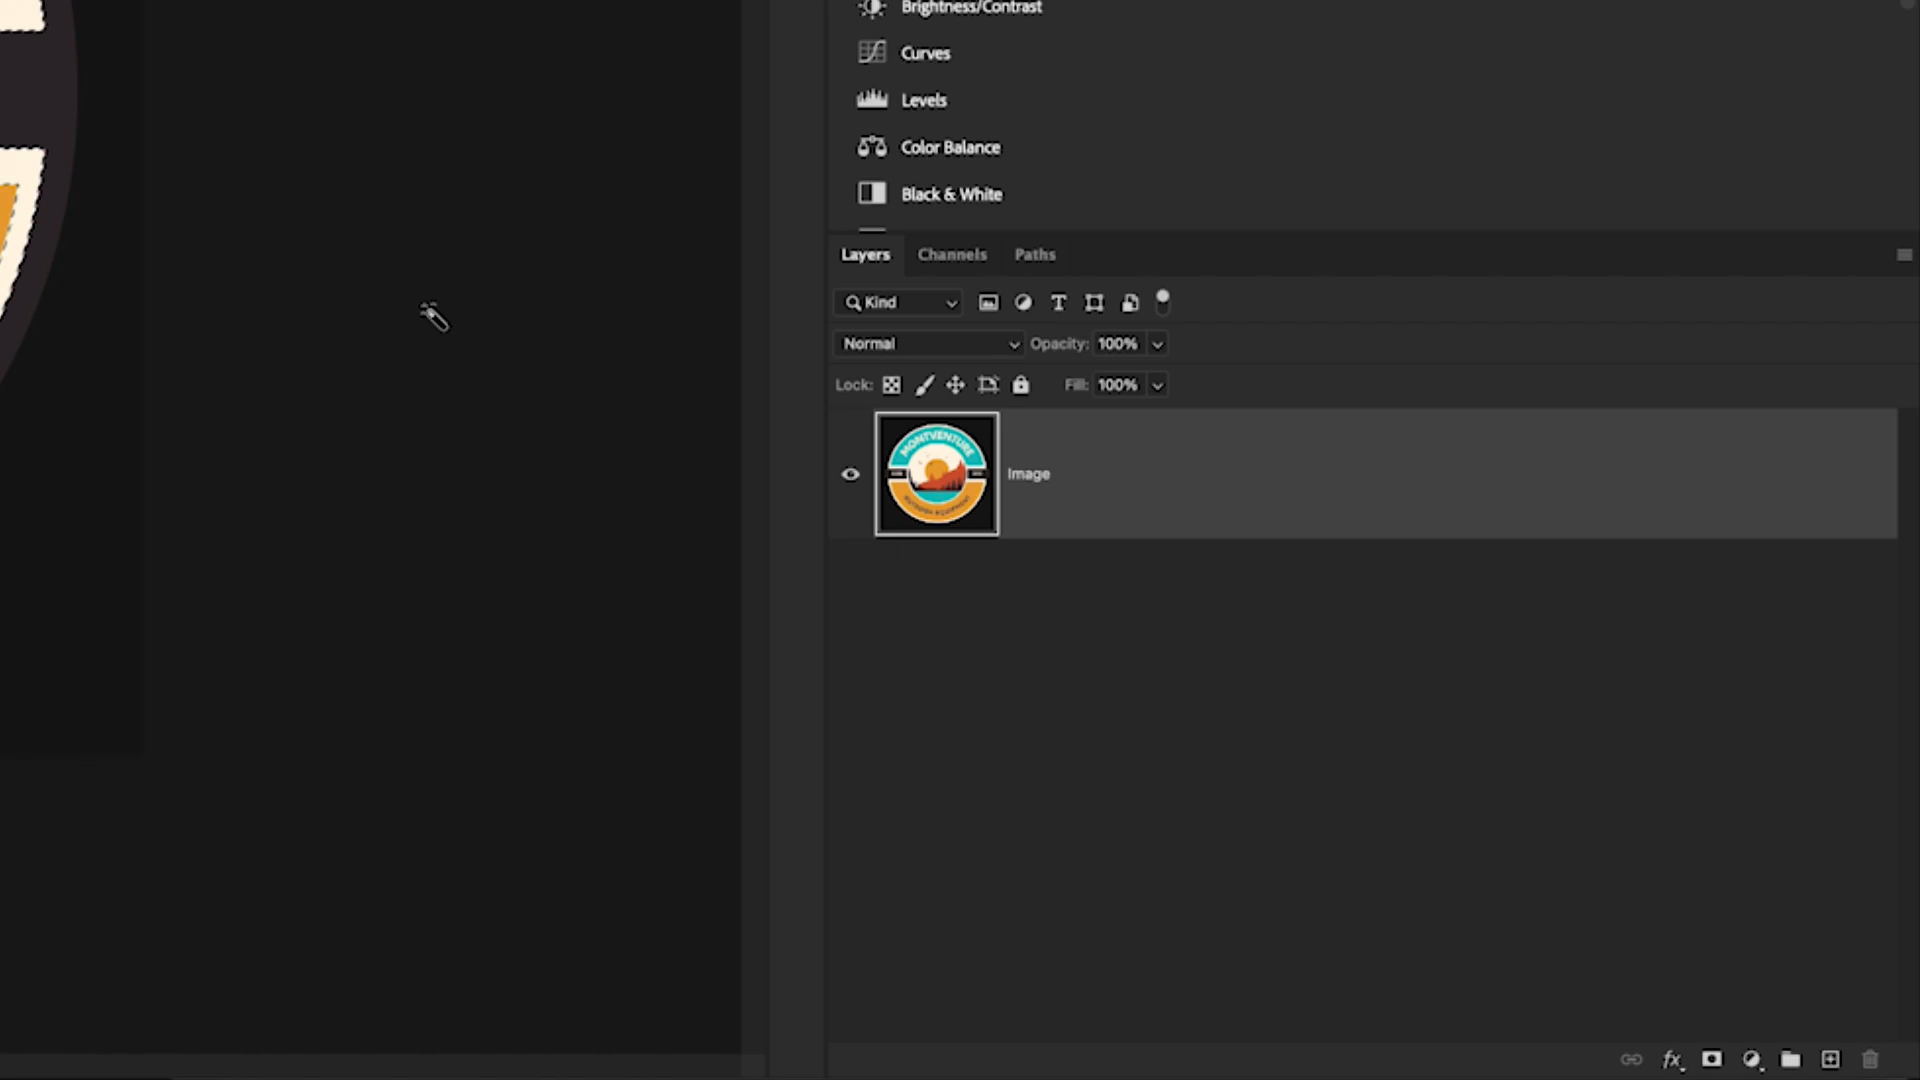 Brightness/Contrast
Curves
Levels
Color Balance
Black & White
Layers Channels Paths
Kind
Normal Opacity: 100%
Lock: Fill: 100%
MONTVENTURE
Image
fx